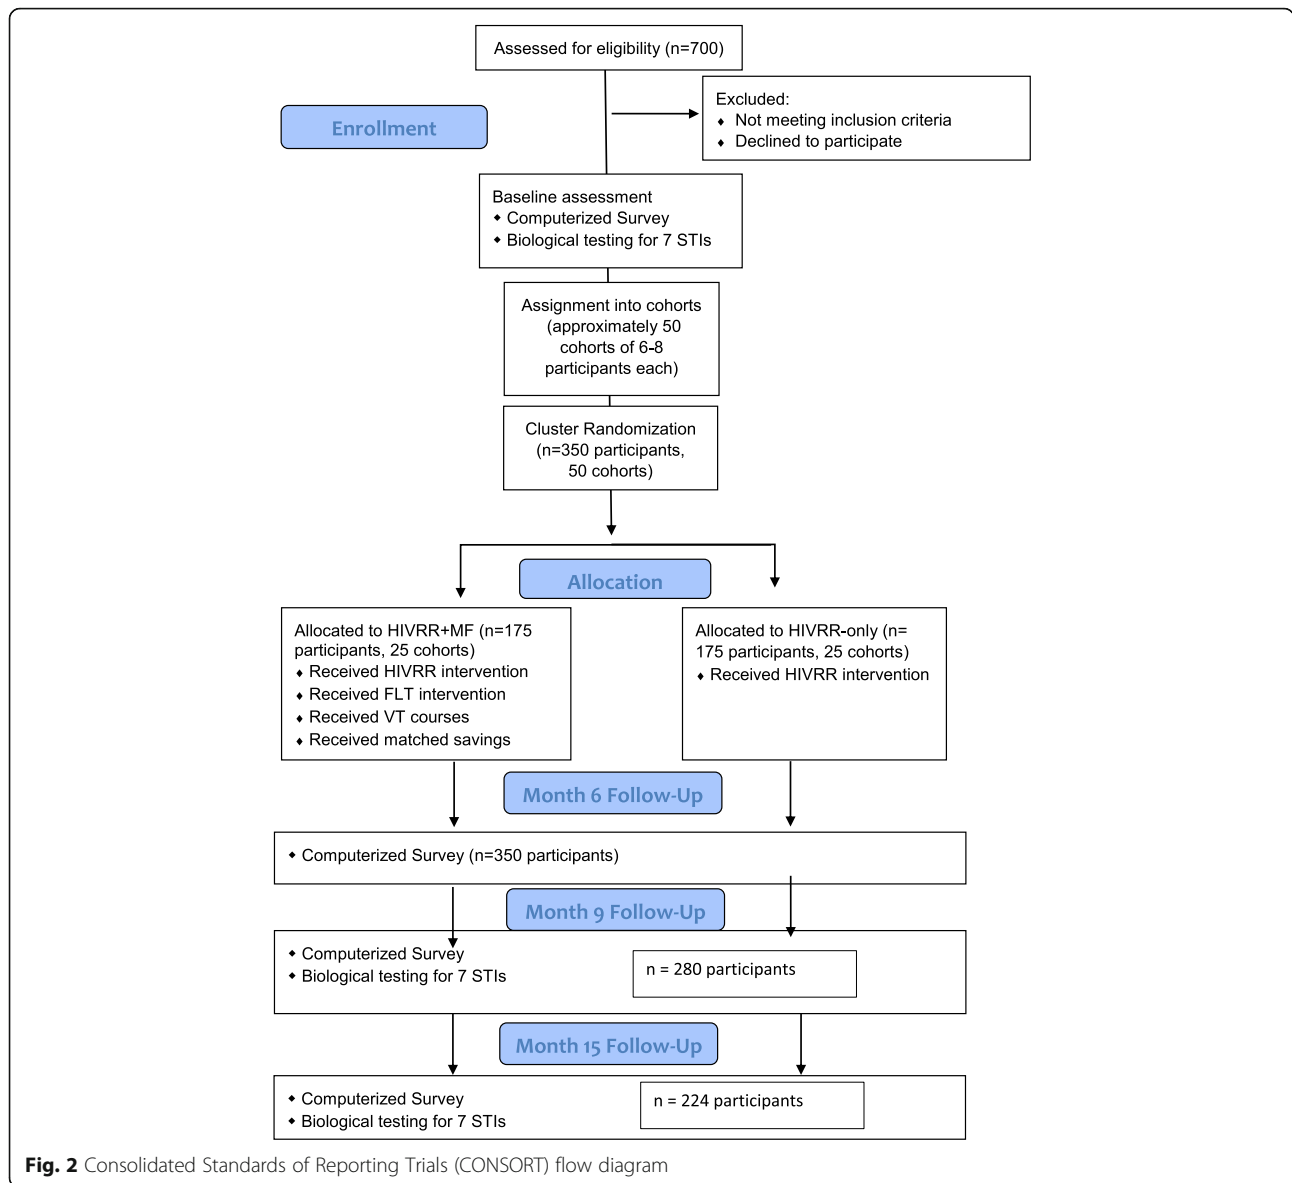 Assessed for eligibility (n=700)
Excluded:
♦ Not meeting inclusion criteria
♦ Declined to participate
Enrollment
Baseline assessment
♦ Computerized Survey
♦ Biological testing for 7 STIs
Assignment into cohorts
(approximately 50
cohorts of 6-8
participants each)
Cluster Randomization
(n=350 participants,
50 cohorts)
Allocation
Allocated to HIVRR+MF (n=175
participants, 25 cohorts)
♦ Received HIVRR intervention
♦ Received FLT intervention
♦ Received VT courses
♦ Received matched savings
Allocated to HIVRR-only (n=
175 participants, 25 cohorts)
♦ Received HIVRR intervention
Month 6 Follow-Up
♦ Computerized Survey (n=350 participants)
Month 9 Follow-Up
♦ Computerized Survey
♦ Biological testing for 7 STIs
n = 280 participants
Month 15 Follow-Up
♦ Computerized Survey
♦ Biological testing for 7 STIs
n = 224 participants
Fig. 2 Consolidated Standards of Reporting Trials (CONSORT) flow diagram